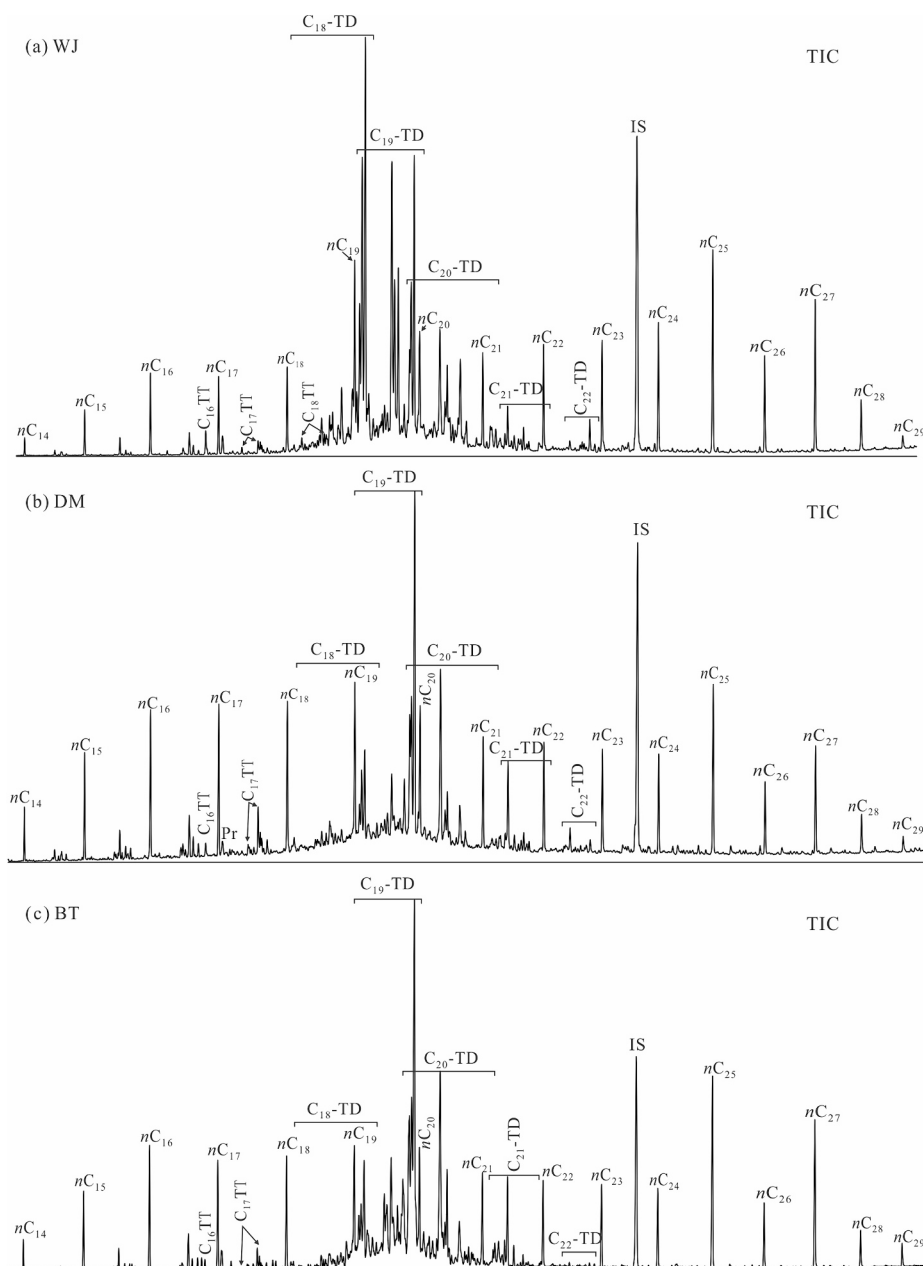 (a) WJ
TIC
C₁₈-TD
C₁₉-TD
IS
nC₁₉
C₂₀-TD
nC₂₅
nC₂₇
nC₂₀
nC₂₄
nC₂₃
nC₂₂
nC₂₁
nC₂₆
nC₁₈
nC₁₇
nC₁₆
C₁₆TT
C₁₇TT
C₁₈TT
C₂₁-TD
C₂₂-TD
nC₁₅
nC₂₈
nC₁₄
nC₂₉
(b) DM
TIC
C₁₉-TD
IS
C₁₈-TD
C₂₀-TD
nC₁₉
nC₂₀
nC₂₅
nC₁₈
nC₁₇
nC₁₆
nC₂₁
nC₂₂
nC₂₃
nC₂₄
nC₂₇
C₂₁-TD
nC₁₅
C₁₇TT
C₁₆TT
Pr
C₂₂-TD
nC₂₆
nC₁₄
nC₂₈
nC₂₉
(c) BT
TIC
C₁₉-TD
IS
C₂₀-TD
nC₂₅
C₁₈-TD
nC₁₉
nC₂₀
C₂₁-TD
nC₂₇
nC₁₆
nC₁₈
nC₁₇
nC₂₁
nC₂₂
nC₂₃
nC₂₄
nC₁₅
C₁₆TT
C₁₇TT
nC₂₆
C₂₂-TD
nC₁₄
nC₂₈
nC₂₉